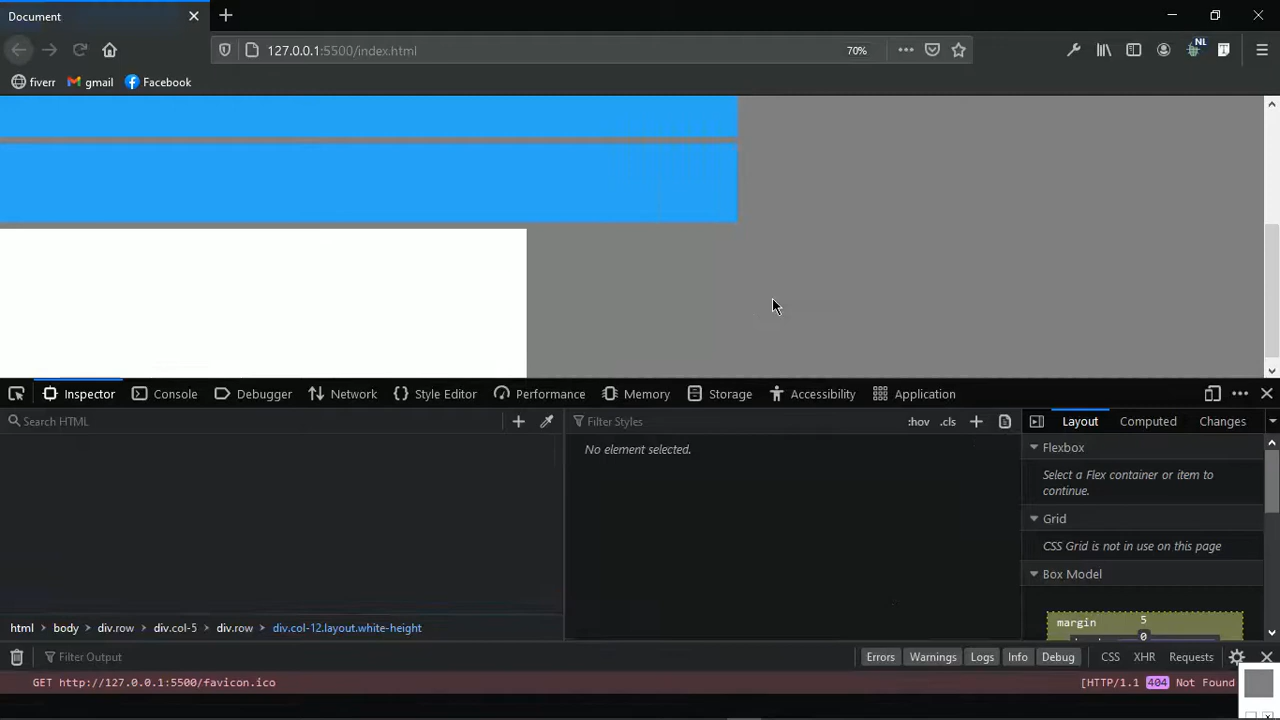 Document
127.0.0.1:5500/index.html 70% NL
fiverr gmail Facebook
Inspector Console Debugger Network Style Editor Performance Memory Storage Accessibility Application
Search HTML
Filter Styles :hov .cls
Layout Computed Changes
No element selected.
Flexbox
Select a Flex container or item to
continue.
Grid
CSS Grid is not in use on this page
Box Model
margin 5
0
html body div.row div.col-5 div.row div.col-12.layout.white-height
Filter Output Errors Warnings Logs Info Debug CSS XHR Requests
GET http://127.0.0.1:5500/favicon.ico [HTTP/1.1 404 Not Found